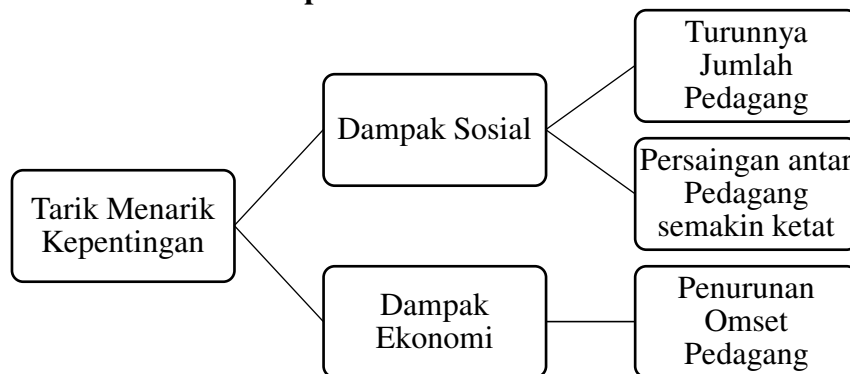 Tarik Menarik
Kepentingan
Dampak Sosial
Turunnya
Jumlah
Pedagang
Persaingan antar
Pedagang
semakin ketat
Dampak
Ekonomi
Penurunan
Omset
Pedagang